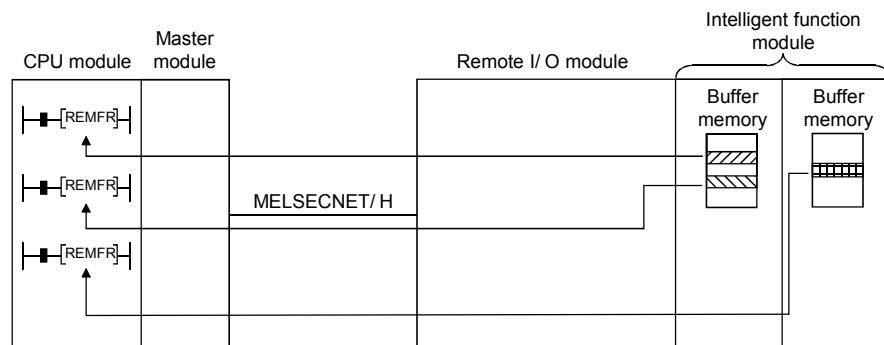 Intelligent function
module
CPU module
Master
module
Remote I/ O module
Buffer
memory
Buffer
memory
REMFR
REMFR
MELSECNET/ H
REMFR